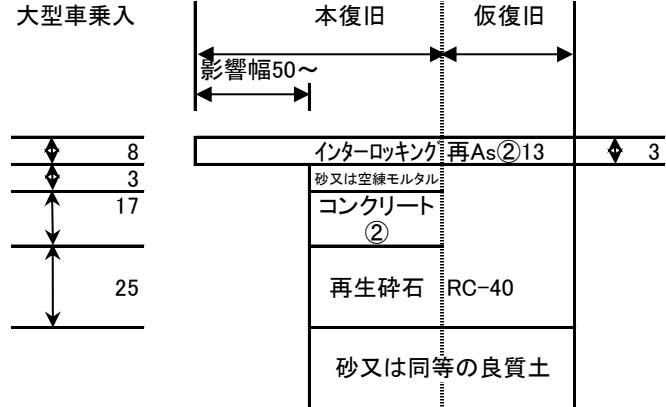 大型車乗入 本復旧 仮復旧
影響幅50～
8 インターロッキング 再As②13 3
3 砂又は空練モルタル
17 コンクリート
②
25 再生砕石 RC-40
砂又は同等の良質土